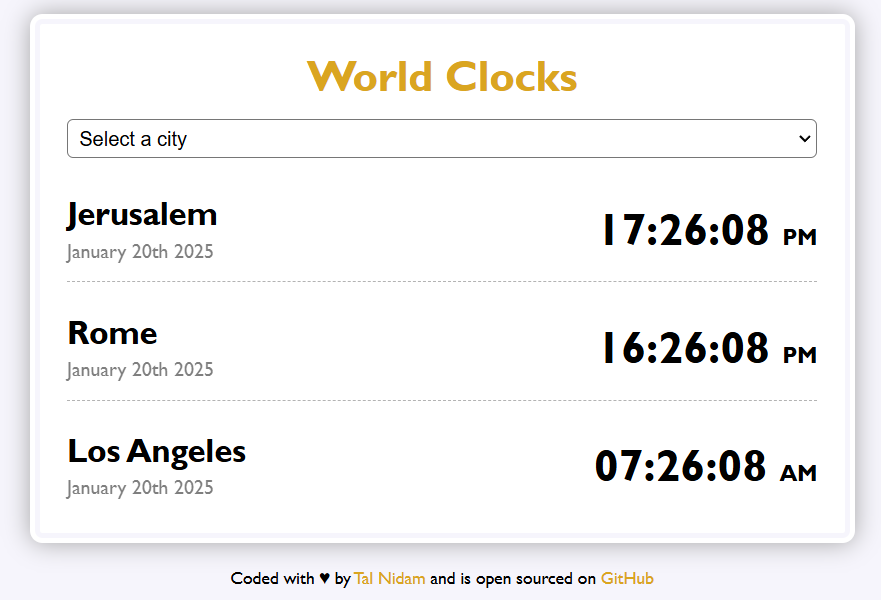 World Clocks
Select a city
Jerusalem
17:26:08 PM
January 20th 2025
Rome
16:26:08 PM
January 20th 2025
Los Angeles
07:26:08 AM
January 20th 2025
Coded with ♥ by Tal Nidam and is open sourced on GitHub